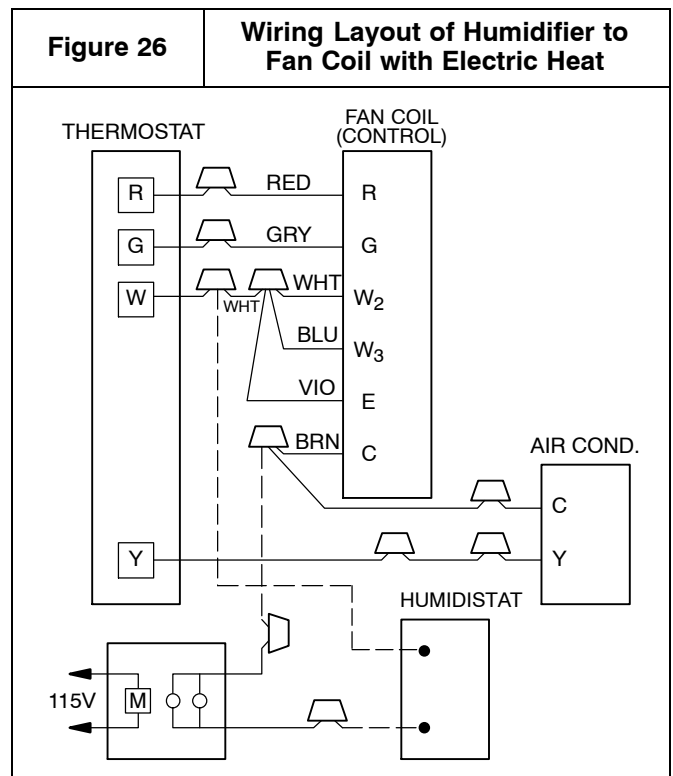 Figure 26
Wiring Layout of Humidifier to
Fan Coil with Electric Heat
THERMOSTAT
FAN COIL
(CONTROL)
R
RED
R
G
GRY
G
W
WHT
WHT
W2
BLU
W3
VIO
E
BRN
C
AIR COND.
C
Y
Y
HUMIDISTAT
115V
M